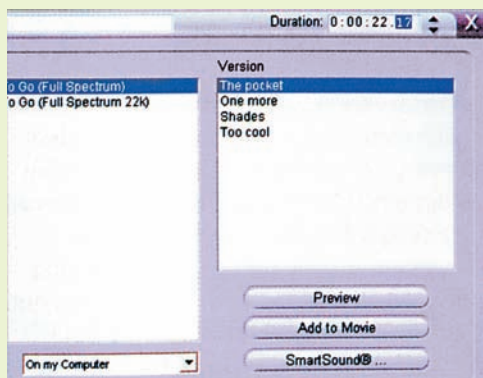 Duration: 0:00:22.17
Version
o Go (Full Spectrum)
o Go (Full Spectrum 22k)
The pocket
One more
Shades
Too cool
Preview
Add to Movie
On my Computer
SmartSound® ...